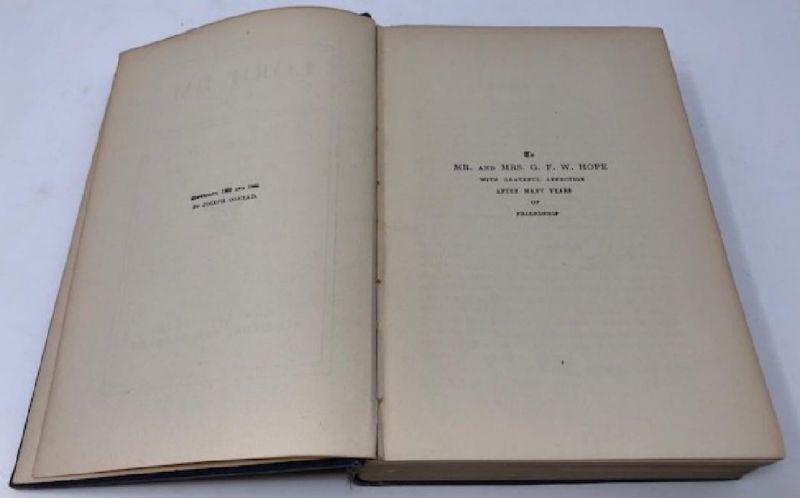 COPYRIGHT, 1899 AND 1900,
BY JOSEPH CONRAD.
To
MR. AND MRS. G. F. W. HOPE
WITH GRATEFUL AFFECTION
AFTER MANY YEARS
OF
FRIENDSHIP